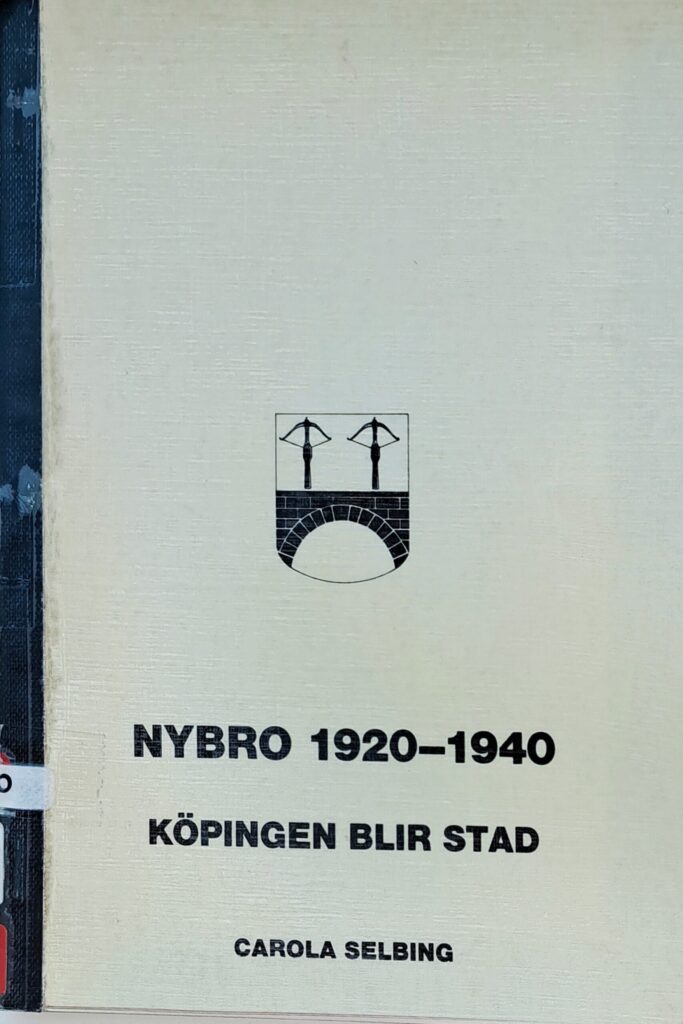 NYBRO 1920–1940
KÖPINGEN BLIR STAD
CAROLA SELBING